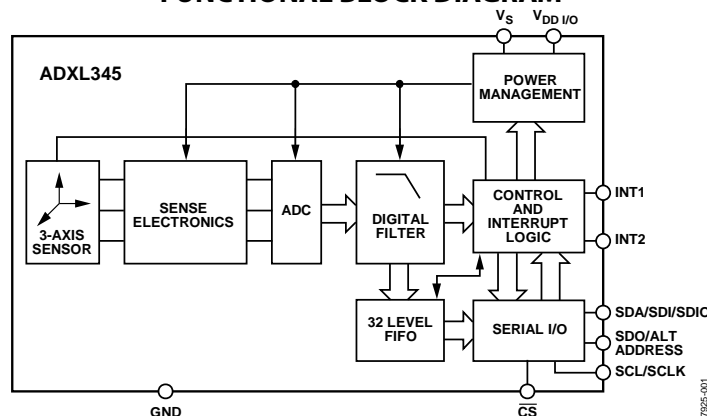 FUNCTIONAL BLOCK DIAGRAM
VS
VDD I/O
ADXL345
POWER
MANAGEMENT
3-AXIS
SENSOR
SENSE
ELECTRONICS
ADC
DIGITAL
FILTER
CONTROL
AND
INTERRUPT
LOGIC
INT1
INT2
32 LEVEL
FIFO
SERIAL I/O
SDA/SDI/SDIO
SDO/ALT
ADDRESS
SCL/SCLK
GND
CS
7925-001